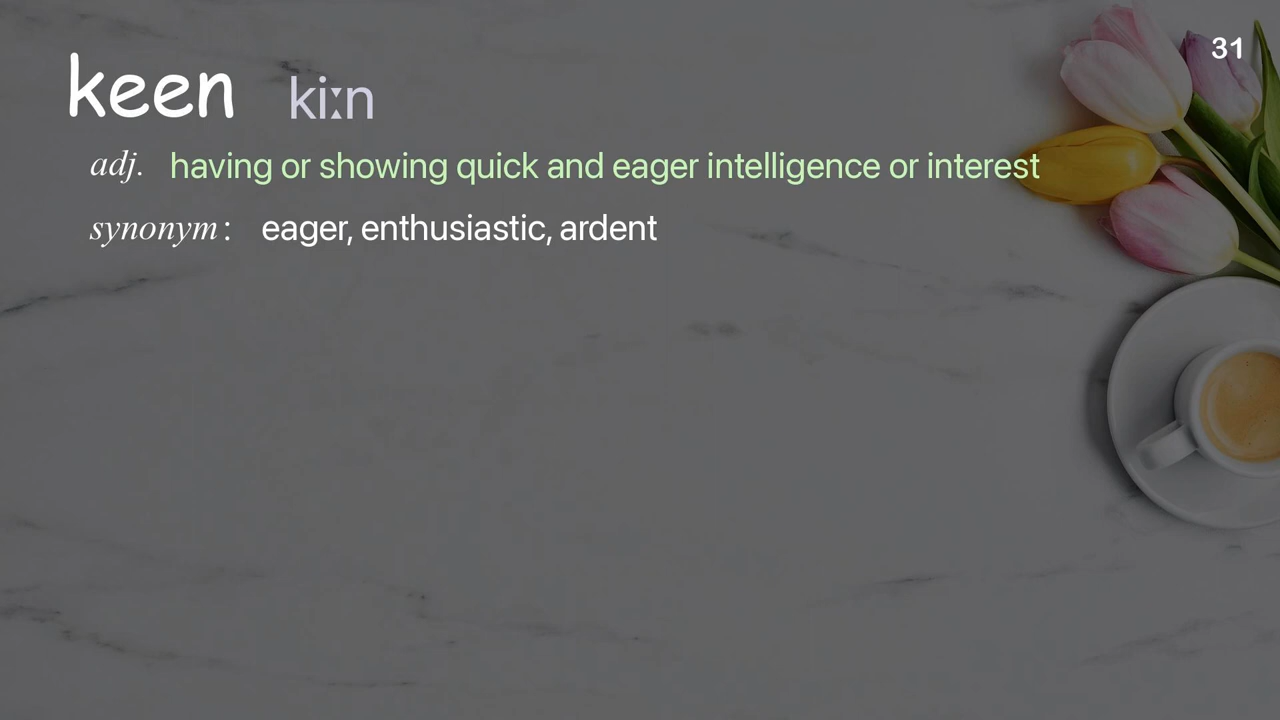 31
keen kiːn
adj. having or showing quick and eager intelligence or interest
synonym: eager, enthusiastic, ardent